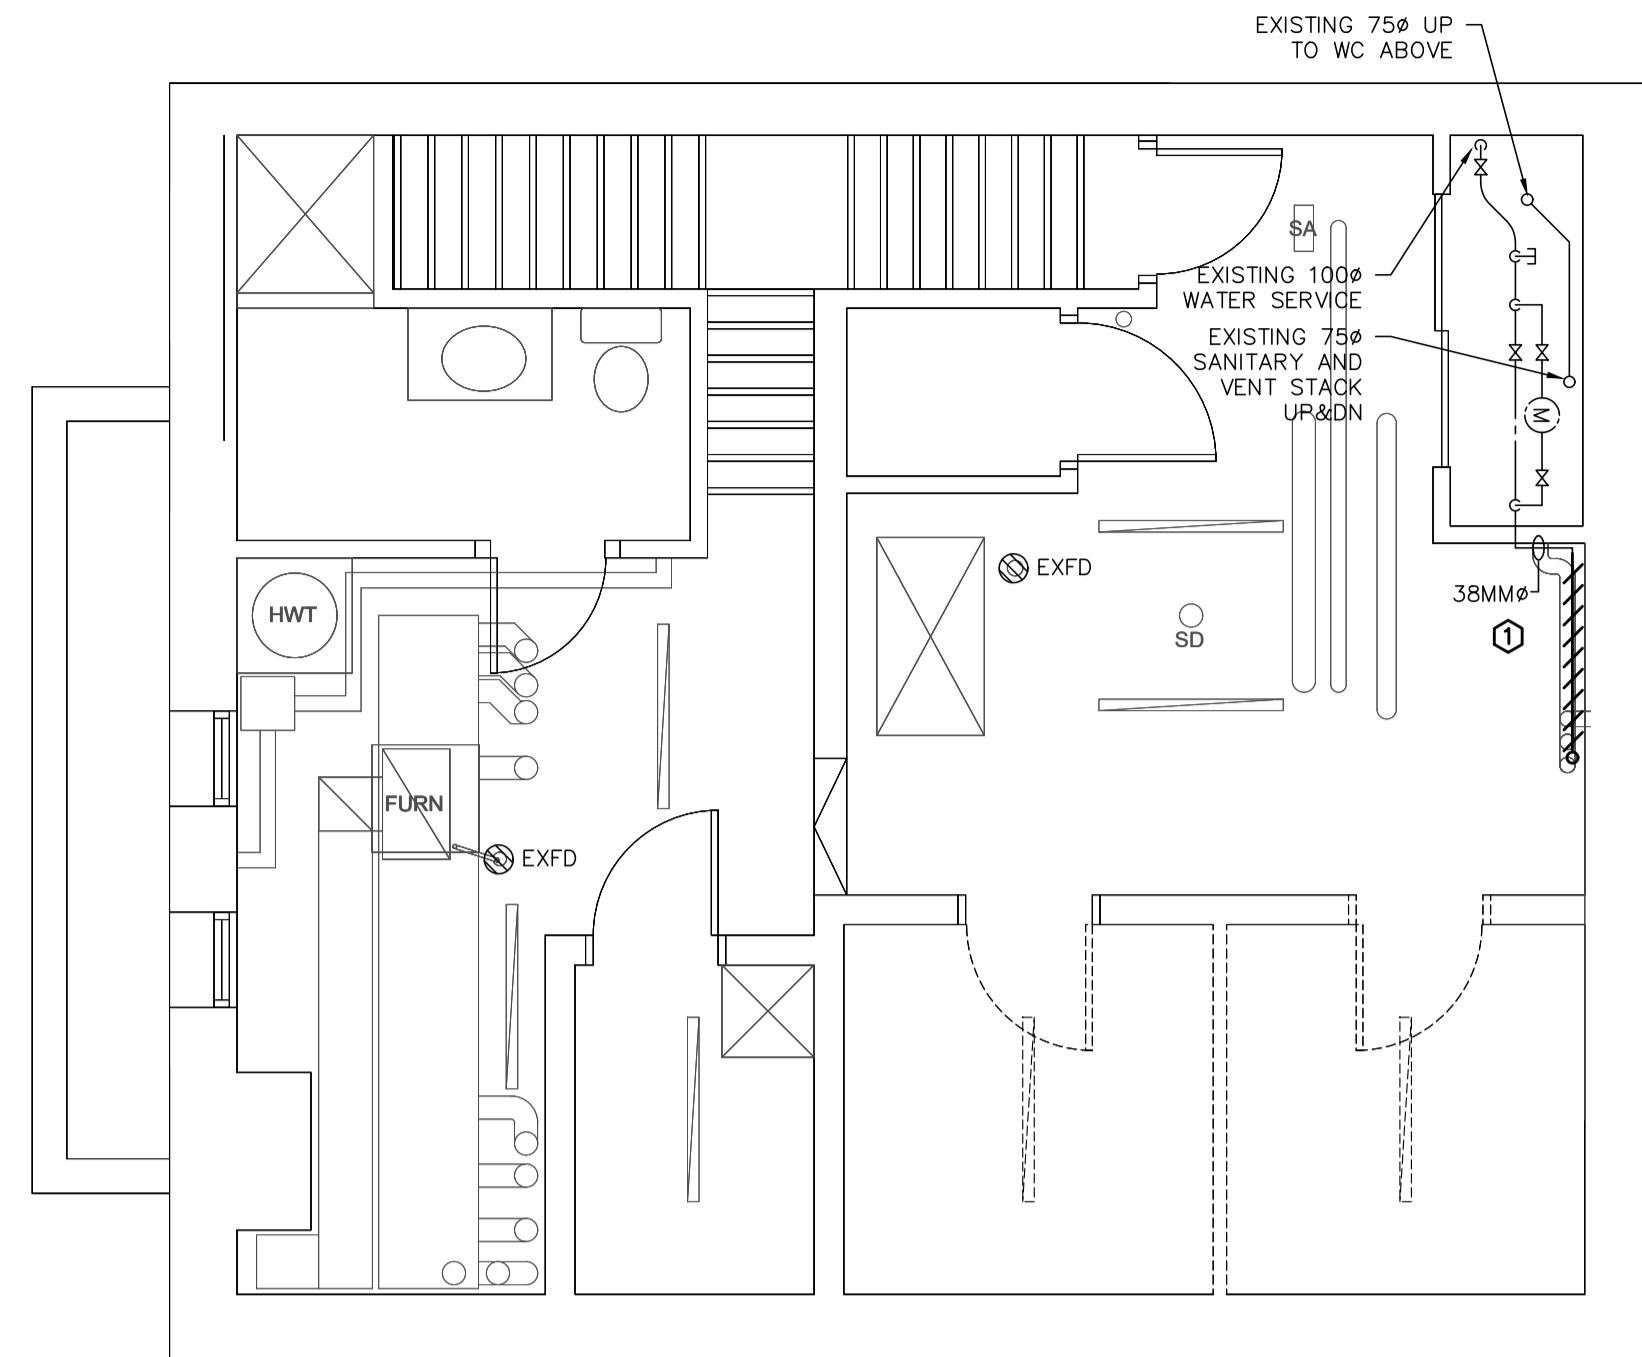 EXISTING 75ø UP
TO WC ABOVE
SA
EXISTING 100ø
WATER SERVICE
EXISTING 75ø
SANITARY AND
VENT STACK
UP&DN
M
EXFD
38MMø
HWT
1
SD
FURN
EXFD